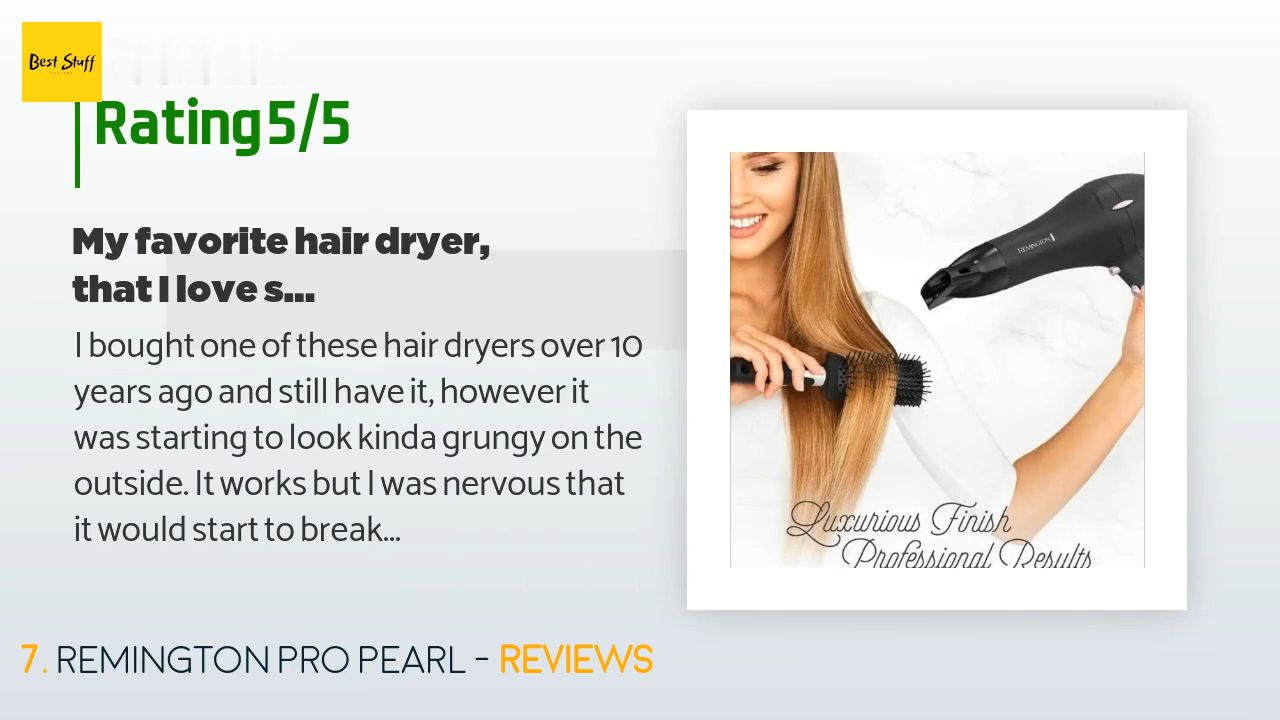 Best Stuff
Rating 5/5
My favorite hair dryer,
that I love s...
I bought one of these hair dryers over 10
years ago and still have it, however it
was starting to look kinda grungy on the
outside. It works but I was nervous that
it would start to break...
REMINGTON
Luxurious Finish
Professional Results
7. REMINGTON PRO PEARL - REVIEWS